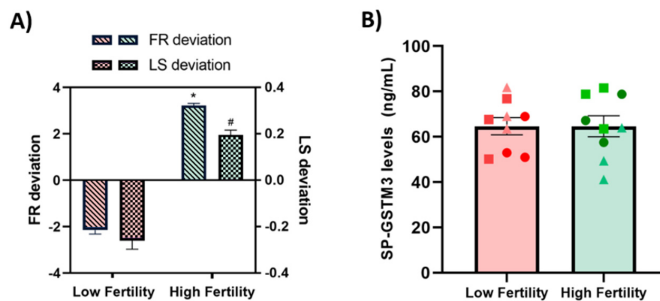 A)
FR deviation
LS deviation
4
2
0
-2
-4
FR deviation
0.4
0.2
0.0
-0.2
-0.4
LS deviation
*
#
Low Fertility
High Fertility
B)
100
80
60
40
20
0
SP-GSTM3 levels (ng/mL)
Low Fertility
High Fertility